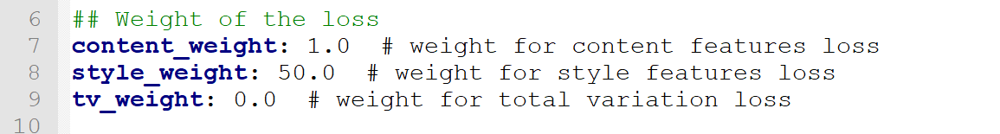 6 ## Weight of the loss
7 content_weight: 1.0  # weight for content features loss
8 style_weight: 50.0  # weight for style features loss
9 tv_weight: 0.0  # weight for total variation loss
10